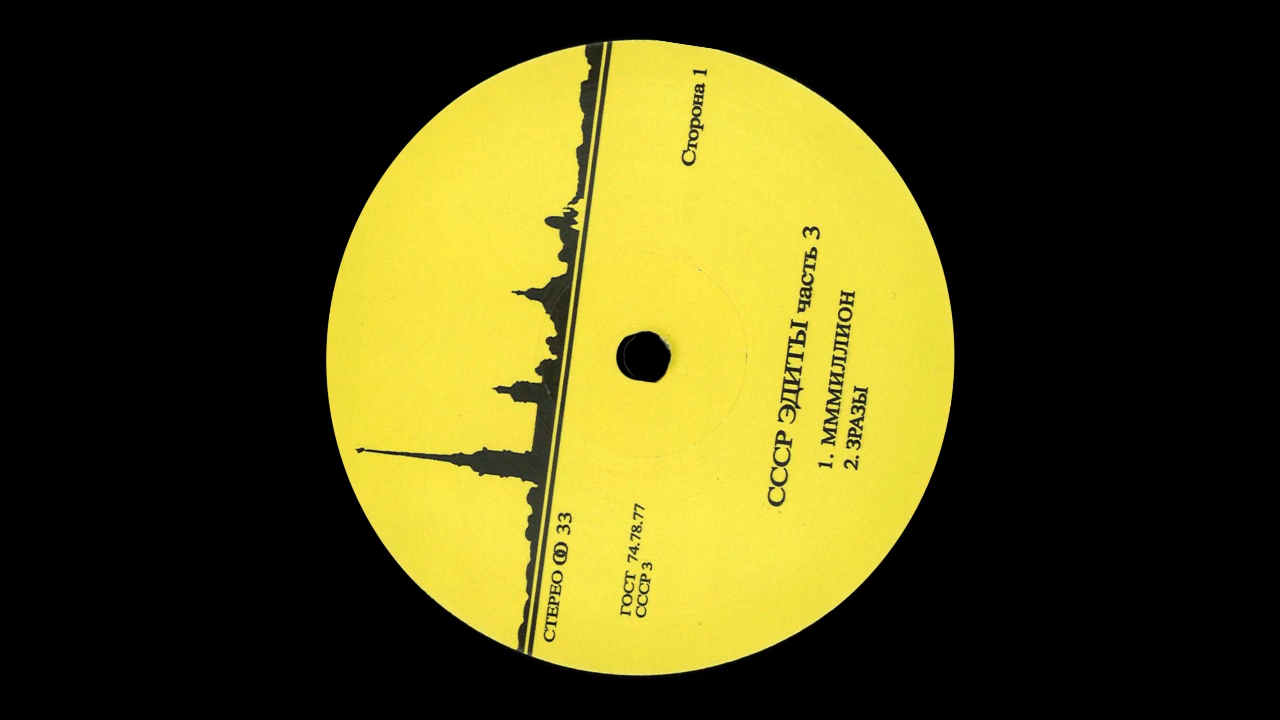 СТЕРЕО 33
Сторона 1
ГОСТ 74.78.77
СССР 3
СССР ЭДИТЫ часть 3
1. МММИЛЛИОН
2. ЗРАЗЫ